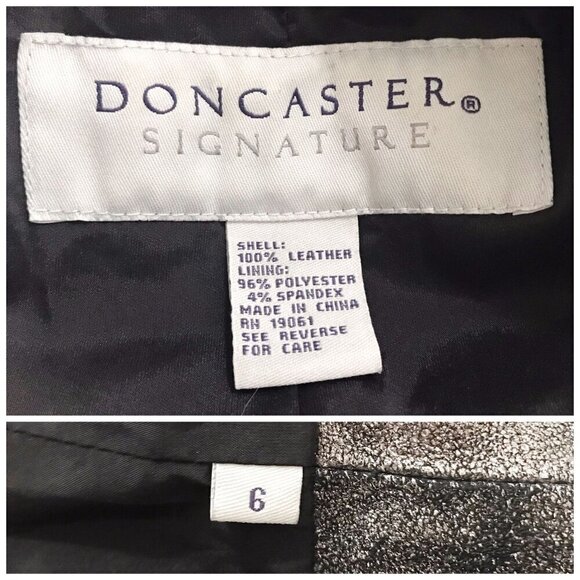 DONCASTER®
SIGNATURE
SHELL:
100% LEATHER
LINING:
96% POLYESTER
4% SPANDEX
MADE IN CHINA
RN 19061
SEE REVERSE
FOR CARE
6